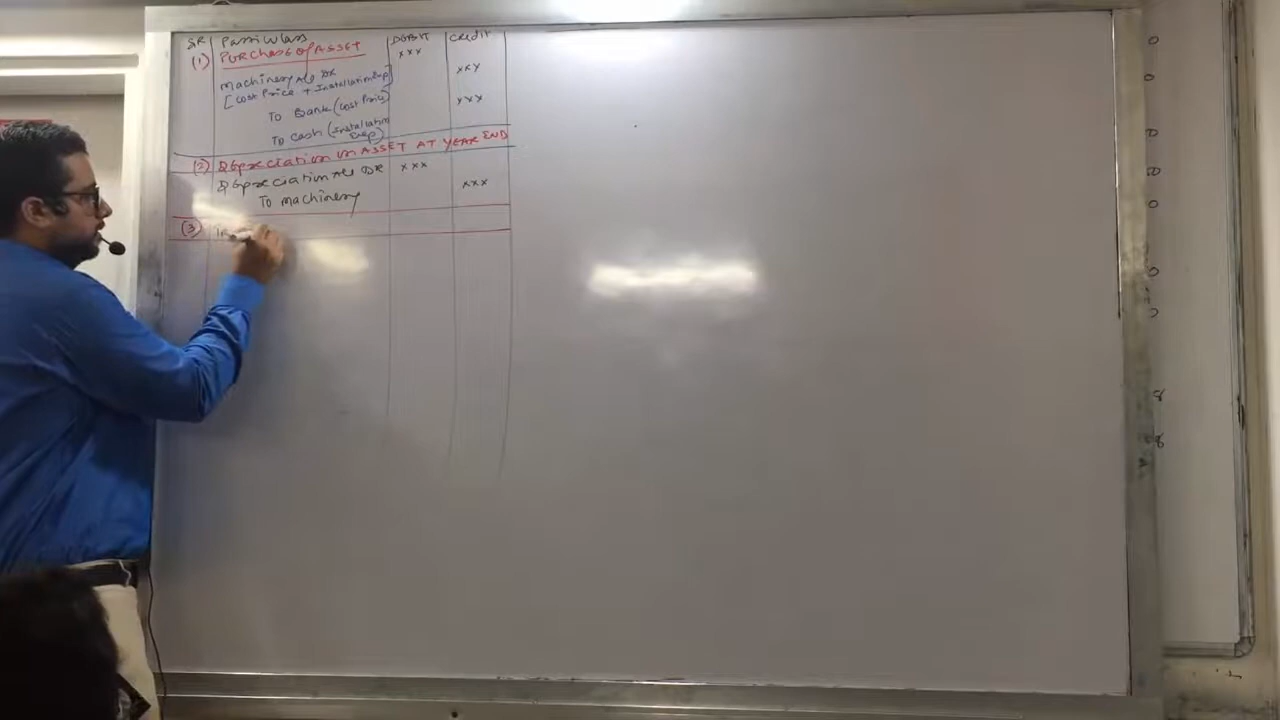 SR Particulars DEBIT CREDIT
(1) PURCHASE of ASSET xxx
machinery A/c DR xxx
[Cost Price + Installation Exp]
To Bank (Cost Price) xxx
To Cash (Installation Exp)
(2) DEpreciation on ASSET AT YEAR END
DEpreciation A/c DR xxx
To machinery xxx
(3)